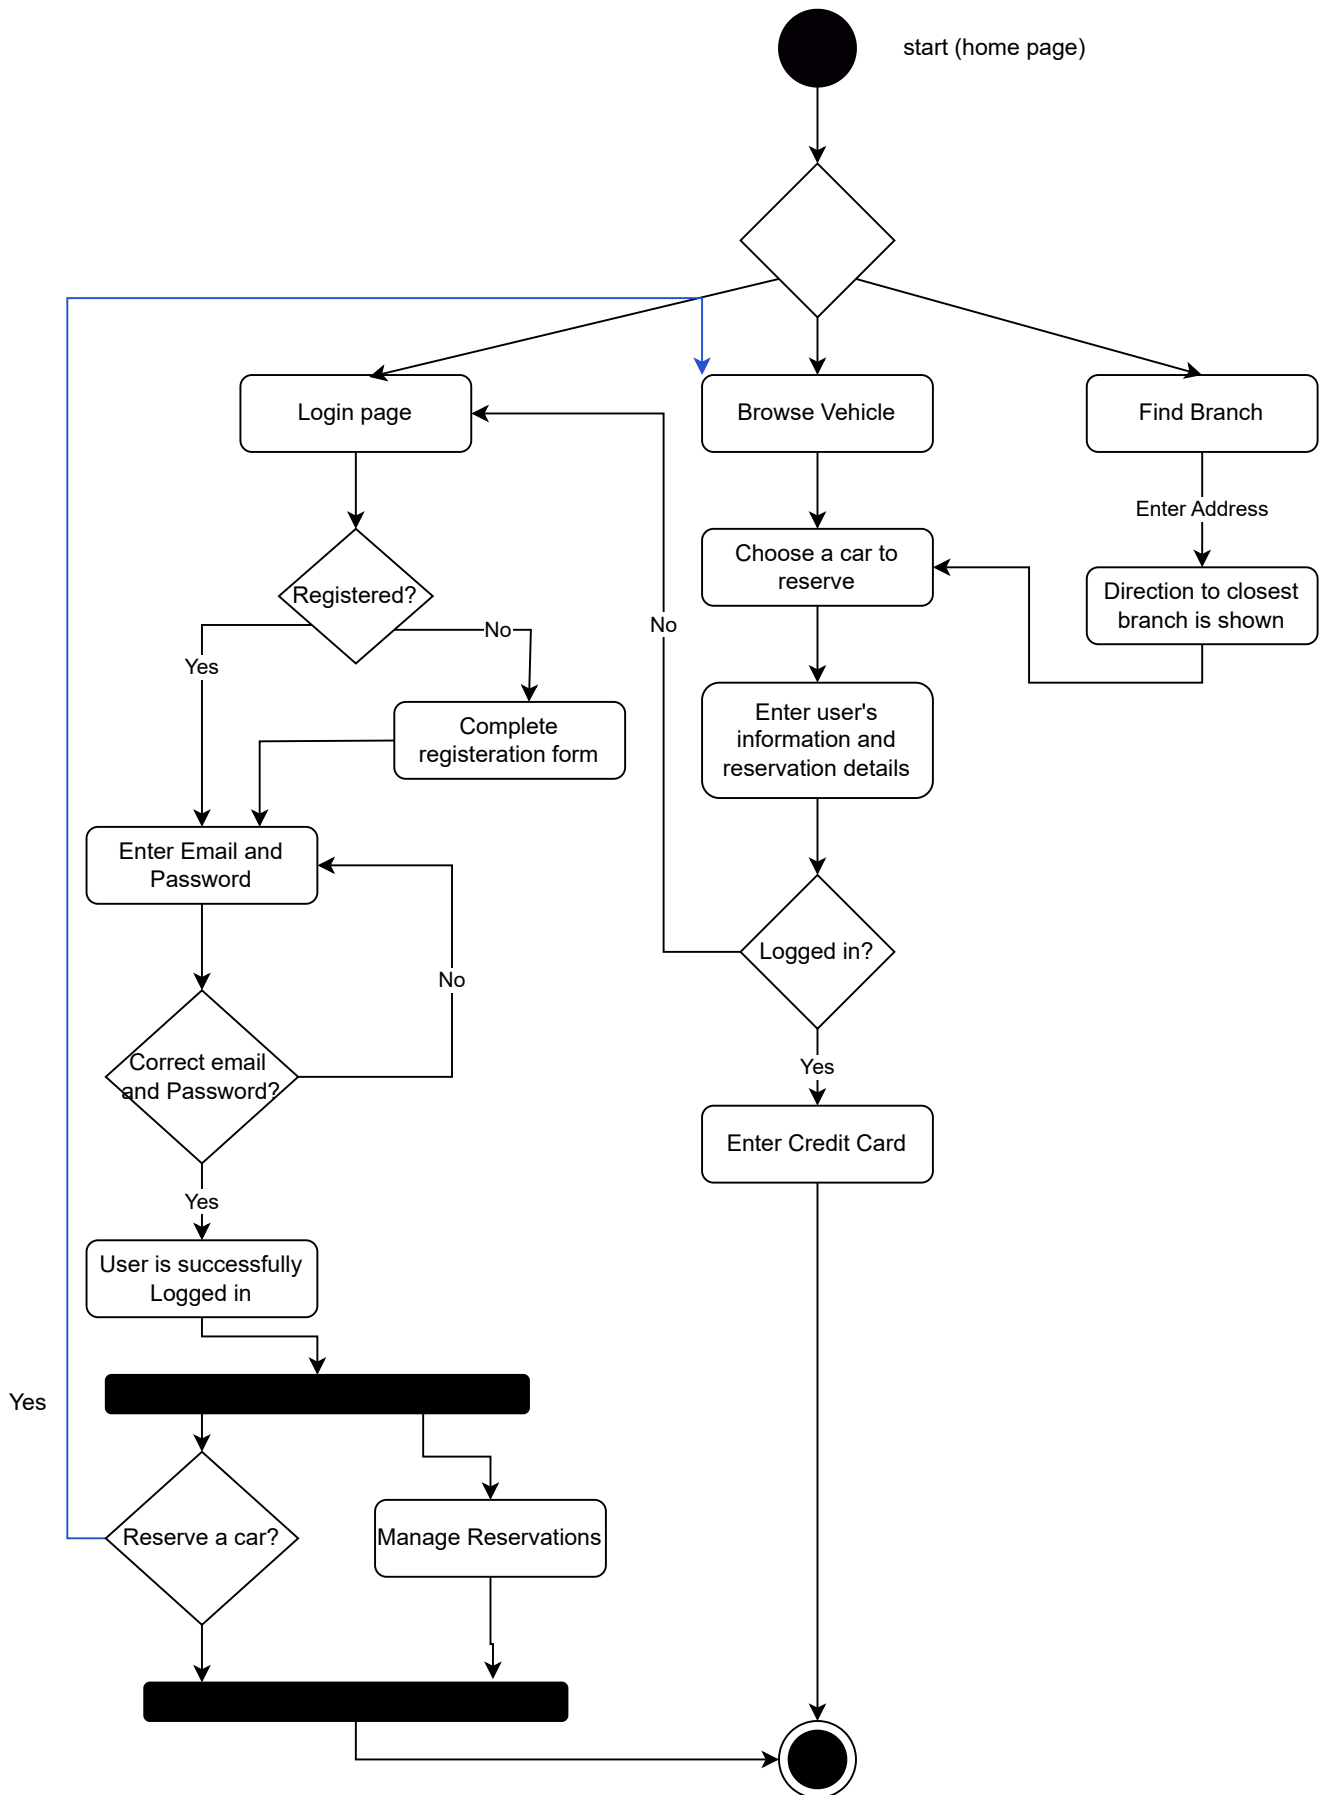 start (home page)
Login page
Browse Vehicle
Find Branch
Enter Address
Choose a car to
reserve
Direction to closest
branch is shown
Registered?
No
Yes
No
Complete
registeration form
Enter user's
information and
reservation details
Enter Email and
Password
Logged in?
No
Correct email
and Password?
Yes
Enter Credit Card
Yes
User is successfully
Logged in
Yes
Reserve a car?
Manage Reservations